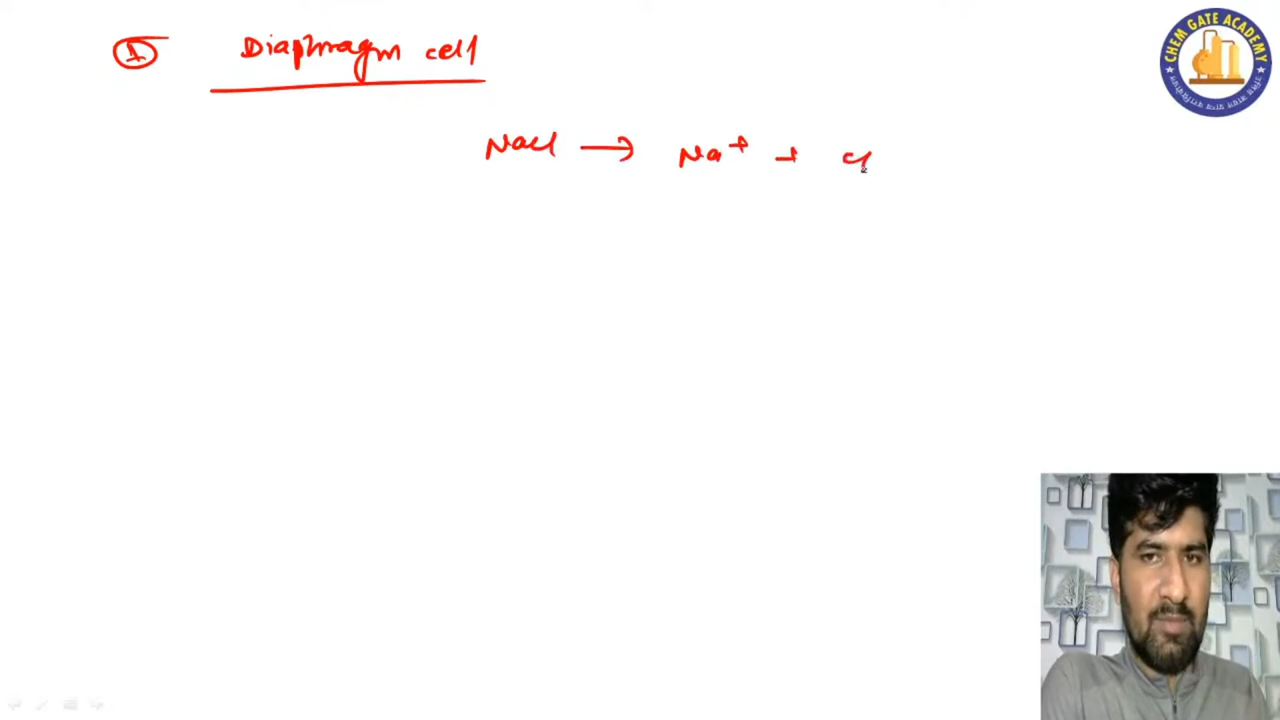 ① Diaphragm cell
NaCl → Na⁺ + Cl
CHEM GATE ACADEMY